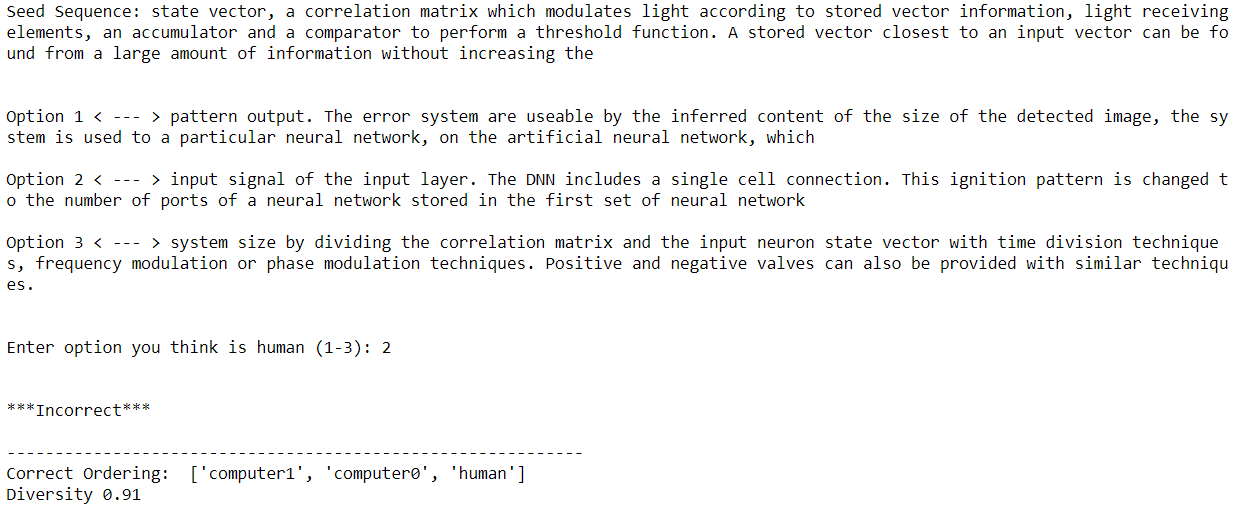 Seed Sequence: state vector, a correlation matrix which modulates light according to stored vector information, light receiving
elements, an accumulator and a comparator to perform a threshold function. A stored vector closest to an input vector can be fo
und from a large amount of information without increasing the
Option 1 < --- > pattern output. The error system are useable by the inferred content of the size of the detected image, the sy
stem is used to a particular neural network, on the artificial neural network, which
Option 2 < --- > input signal of the input layer. The DNN includes a single cell connection. This ignition pattern is changed t
o the number of ports of a neural network stored in the first set of neural network
Option 3 < --- > system size by dividing the correlation matrix and the input neuron state vector with time division technique
s, frequency modulation or phase modulation techniques. Positive and negative valves can also be provided with similar techniqu
es.
Enter option you think is human (1-3): 2
***Incorrect***
------------------------------------------------------------
Correct Ordering:  ['computer1', 'computer0', 'human']
Diversity 0.91